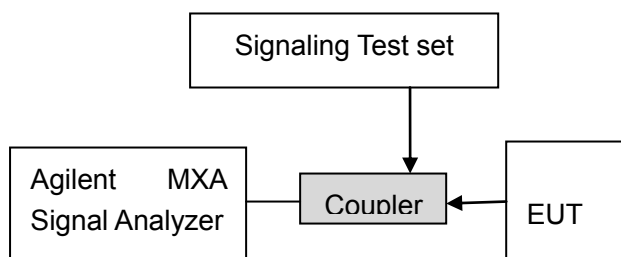 Signaling Test set
Agilent MXA
Signal Analyzer
Coupler
EUT